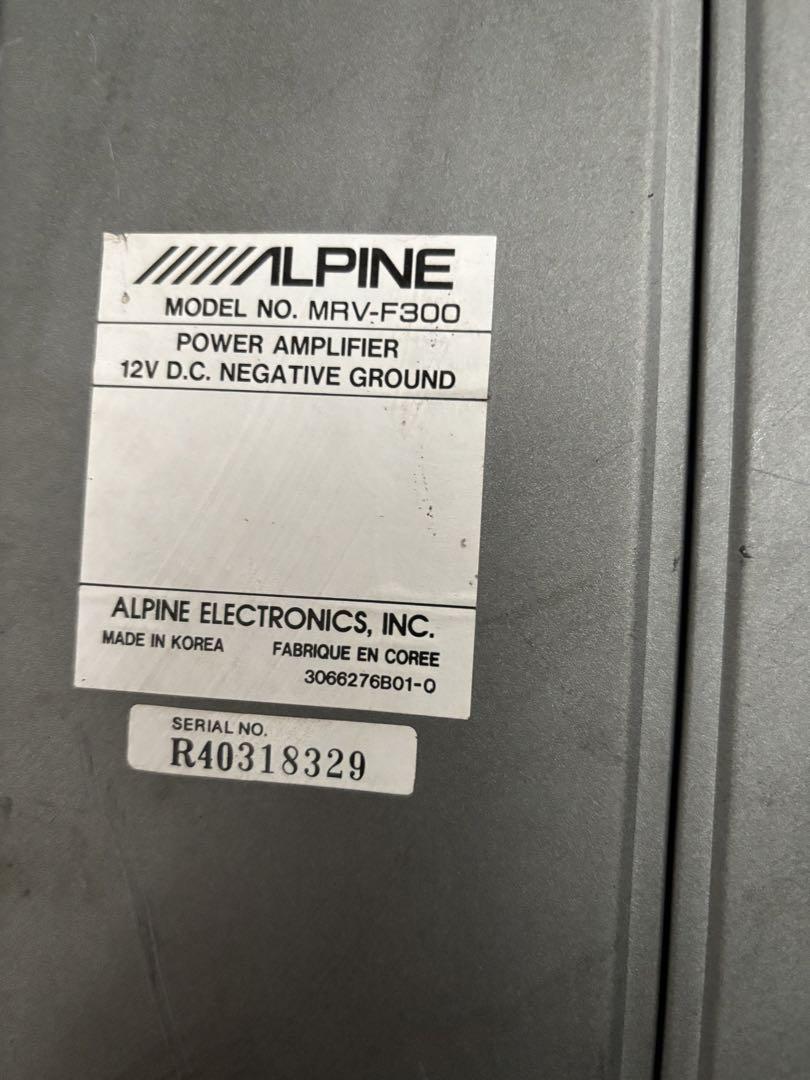 ALPINE
MODEL NO. MRV-F300
POWER AMPLIFIER
12V D.C. NEGATIVE GROUND
ALPINE ELECTRONICS, INC.
MADE IN KOREA FABRIQUE EN COREE
3066276B01-0
SERIAL NO.
R40318329